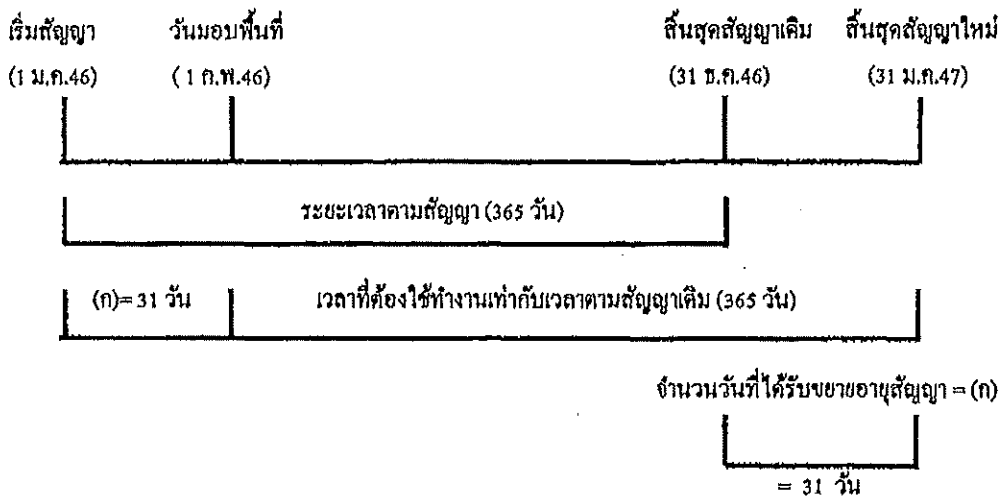 เริ่มสัญญา วันมอบพื้นที่ สิ้นสุดสัญญาเดิม สิ้นสุดสัญญาใหม่
(1 ม.ค.46) (1 ก.พ.46) (31 ธ.ค.46) (31 ม.ค.47)
ระยะเวลาตามสัญญา (365 วัน)
(ก)= 31 วัน เวลาที่ต้องใช้ทำงานเท่ากับเวลาตามสัญญาเดิม (365 วัน)
จำนวนวันที่ได้รับขยายอายุสัญญา = (ก)
= 31 วัน